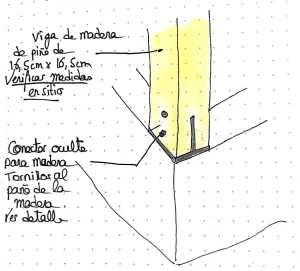 Viga de madera
de pino de
16,5cm x 16,5cm
Verificar medidas
en sitio
Conector oculto
para madera
Tornillos al
paño de la
madera
Ver detalle